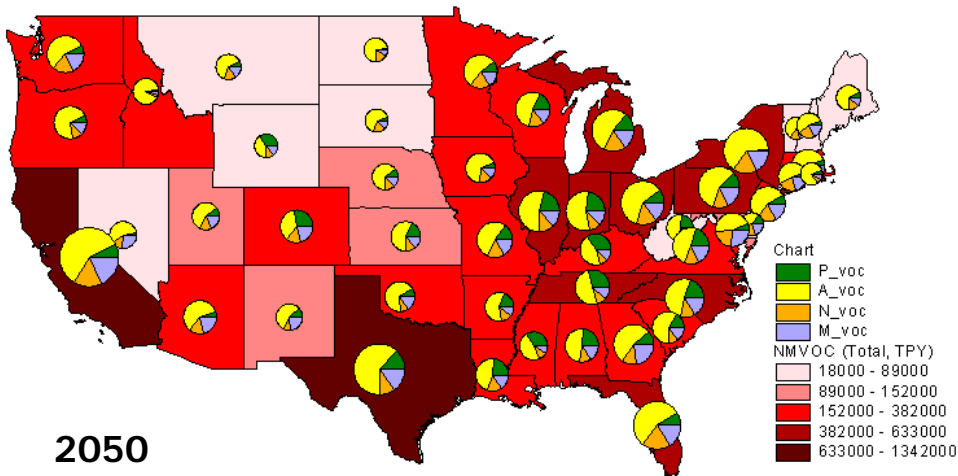 Chart
P_voc
A_voc
N_voc
M_voc
NMVOC (Total, TPY)
18000 - 89000
89000 - 152000
152000 - 382000
382000 - 633000
633000 - 1342000
2050